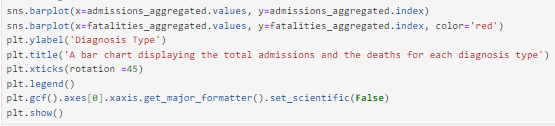 sns.barplot(x=admissions_aggregated.values, y=admissions_aggregated.index)
sns.barplot(x=fatalities_aggregated.values, y=fatalities_aggregated.index, color='red')
plt.ylabel('Diagnosis Type')
plt.title('A bar chart displaying the total admissions and the deaths for each diagnosis type')
plt.xticks(rotation =45)
plt.legend()
plt.gcf().axes[0].xaxis.get_major_formatter().set_scientific(False)
plt.show()